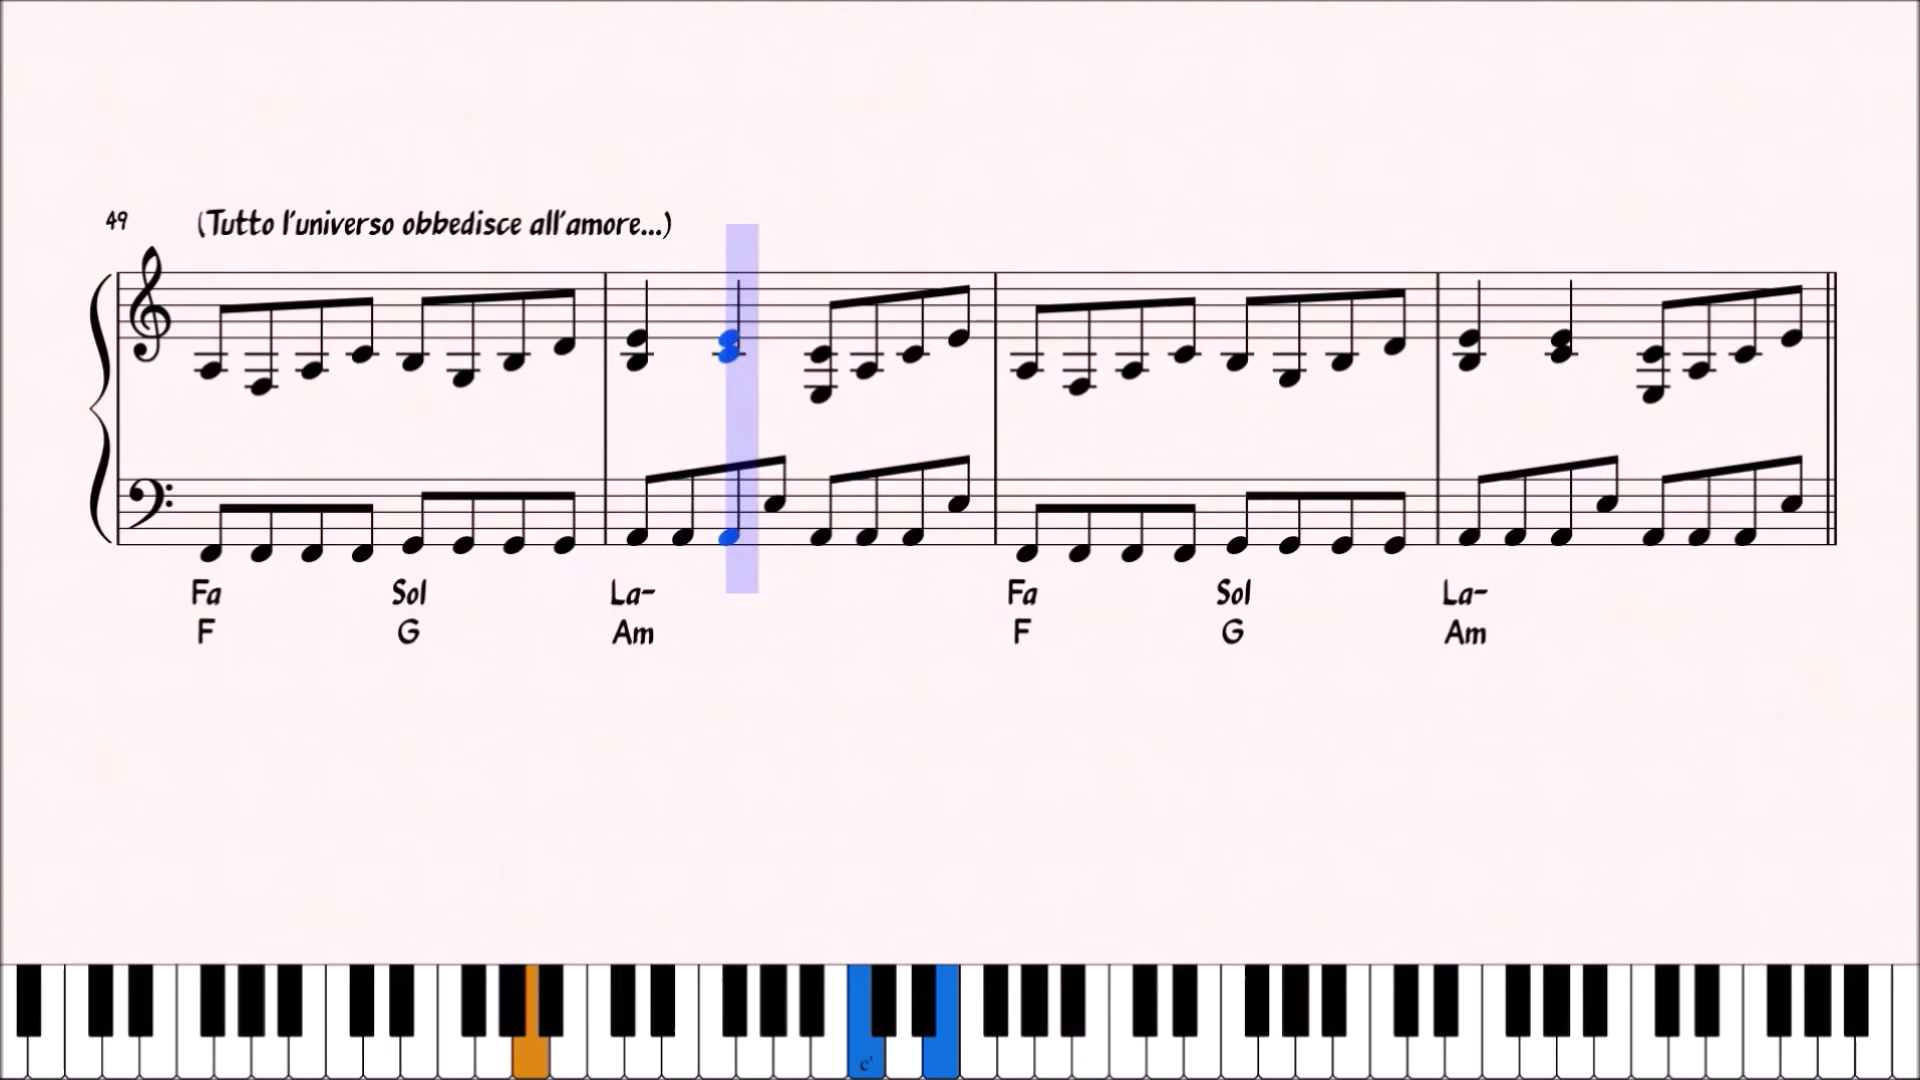 49 (Tutto l'universo obbedisce all'amore...)
Fa Sol La- Fa Sol La-
F G Am F G Am
c'